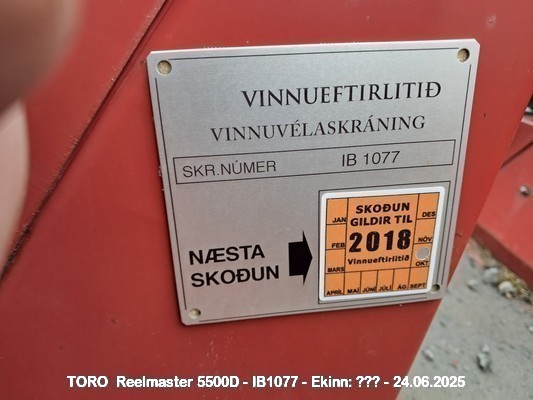 VINNUEFTIRLITIÐ
VINNUVÉLASKRÁNING
SKR.NÚMER IB 1077
NÆSTA
SKOÐUN
SKOÐUN
GILDIR TIL
2018
Vinnueftirlitið
JAN
FEB
MARS
APRÍL MAÍ JÚNÍ JÚLÍ ÁG SEPT
OKT
NÓV
DES
TORO Reelmaster 5500D - IB1077 - Ekinn: ??? - 24.06.2025